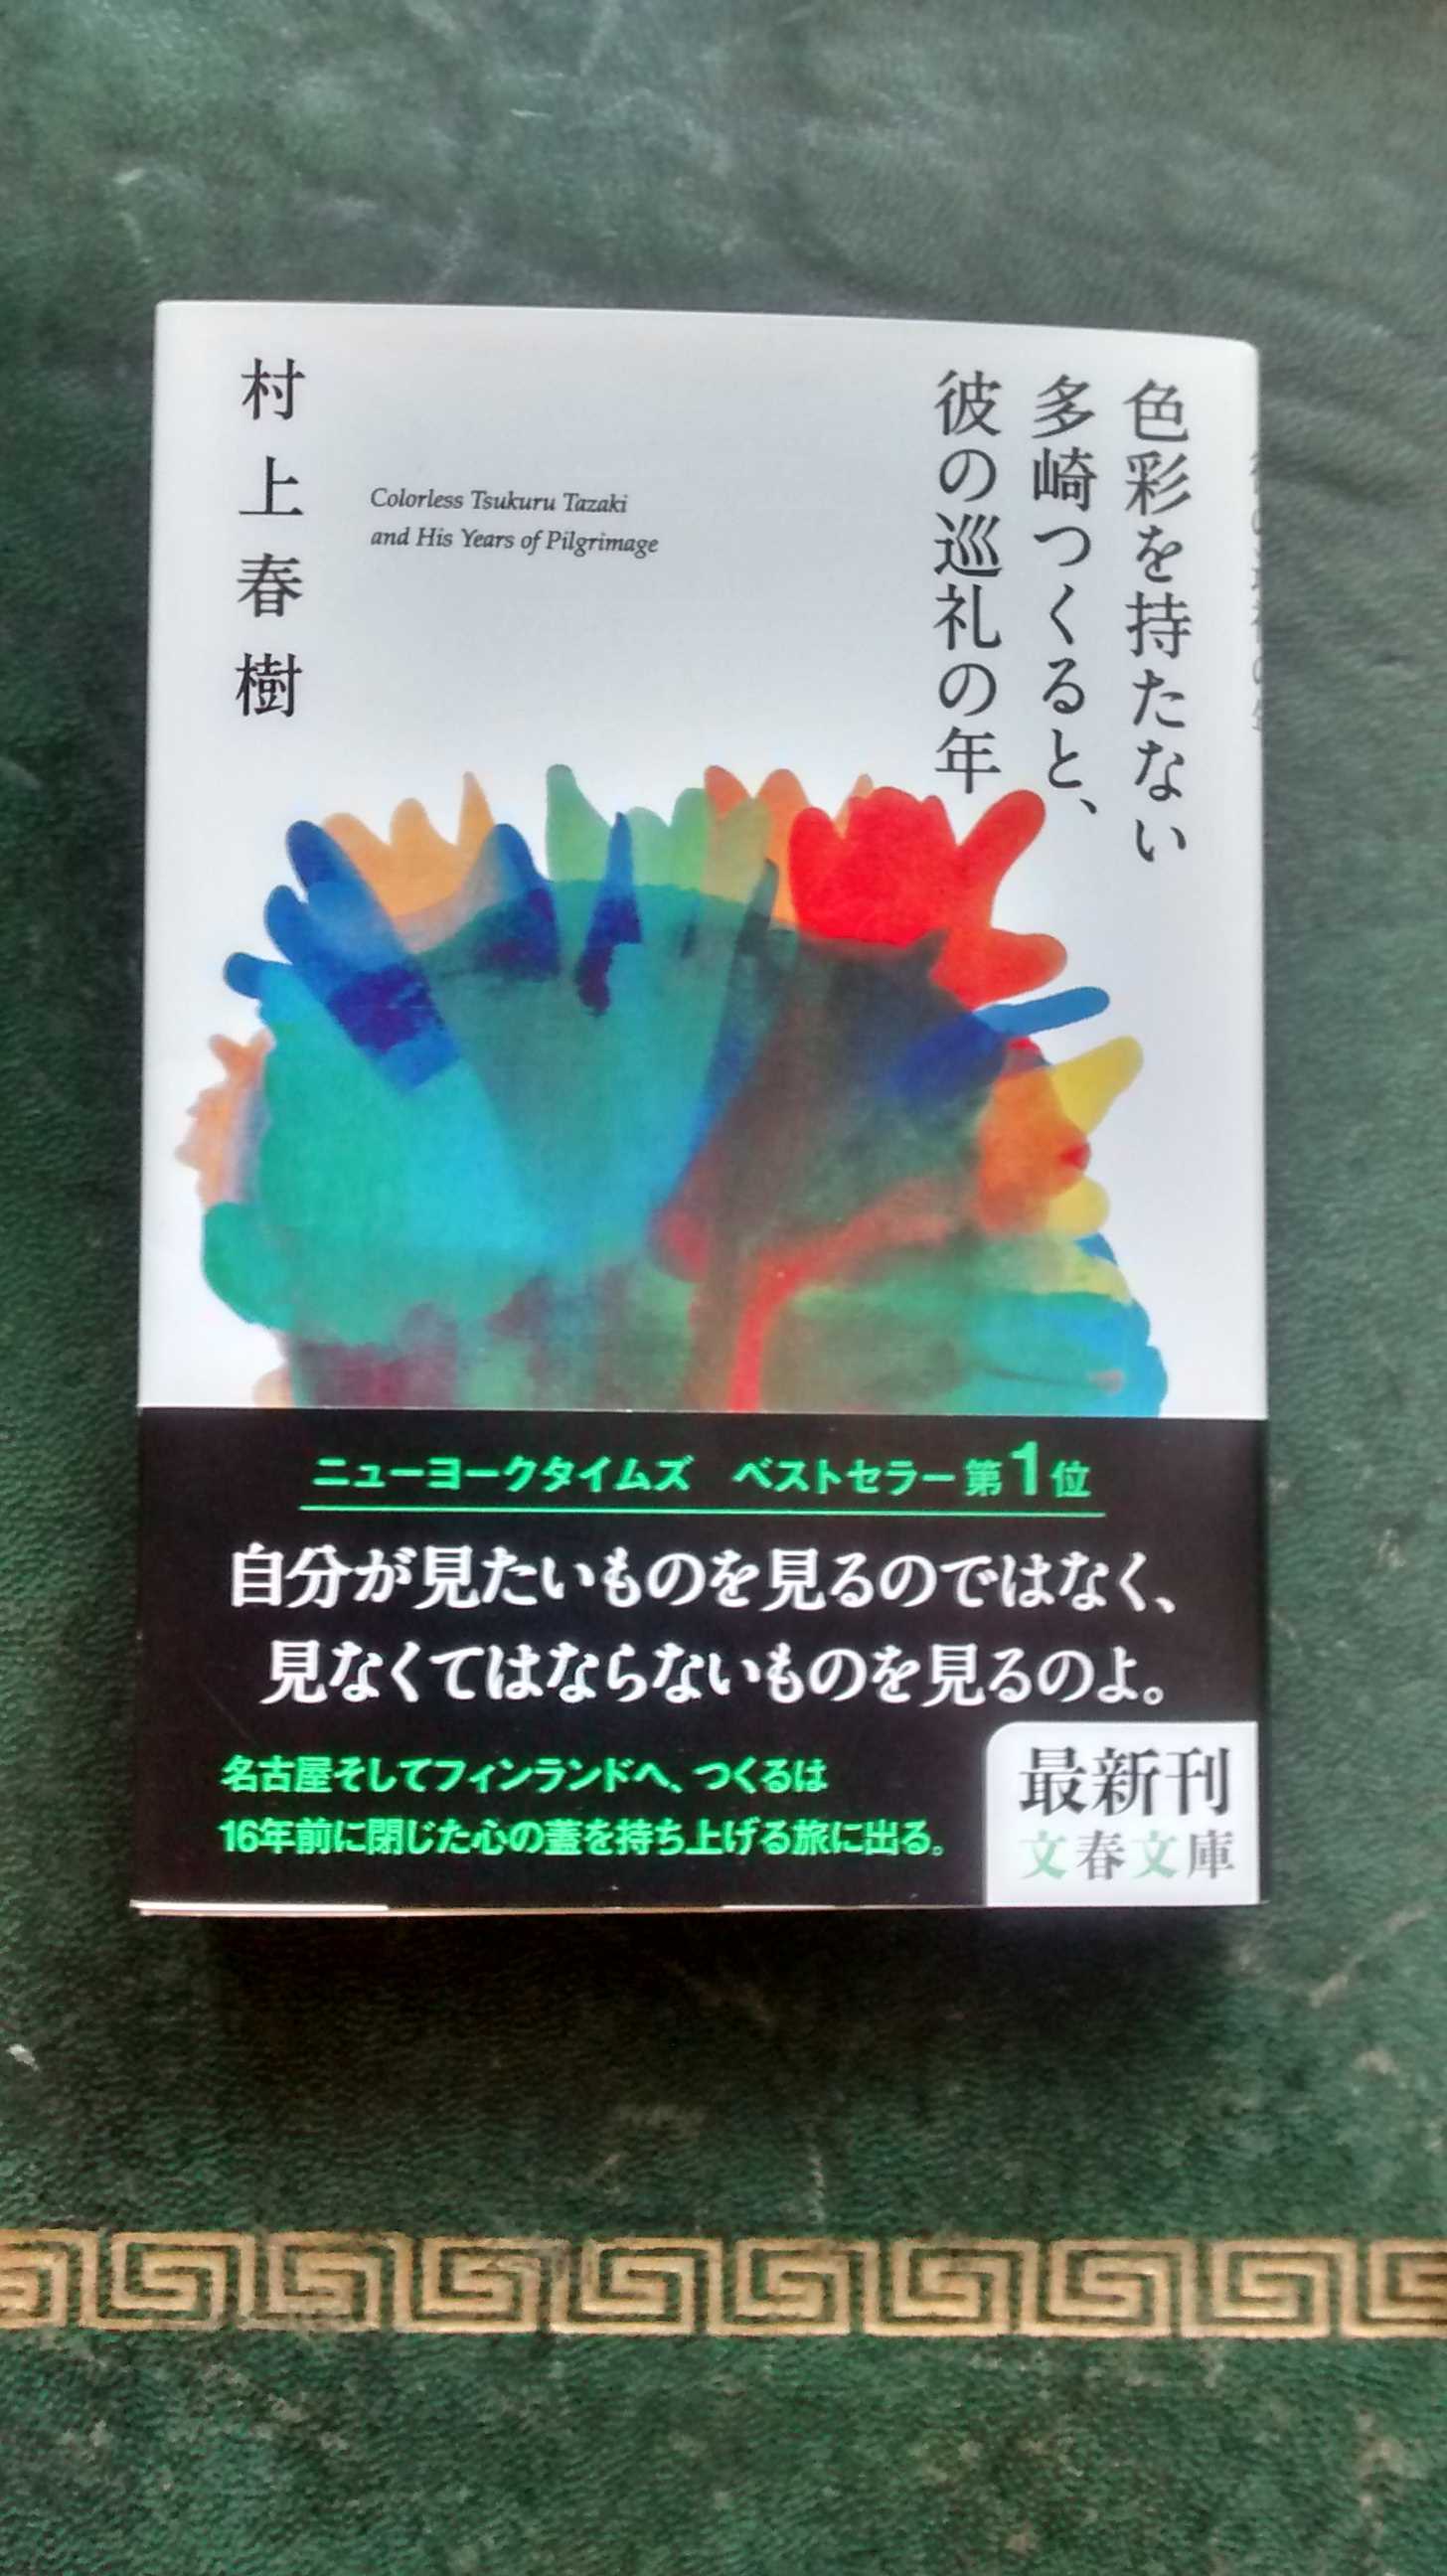 色彩を持たない
多崎つくると、
彼の巡礼の年
Colorless Tsukuru Tazaki
and His Years of Pilgrimage
村上春樹
ニューヨークタイムズ ベストセラー第1位
自分が見たいものを見るのではなく、
見なくてはならないものを見るのよ。
名古屋そしてフィンランドへ、つくるは
16年前に閉じた心の蓋を持ち上げる旅に出る。
最新刊
文春文庫